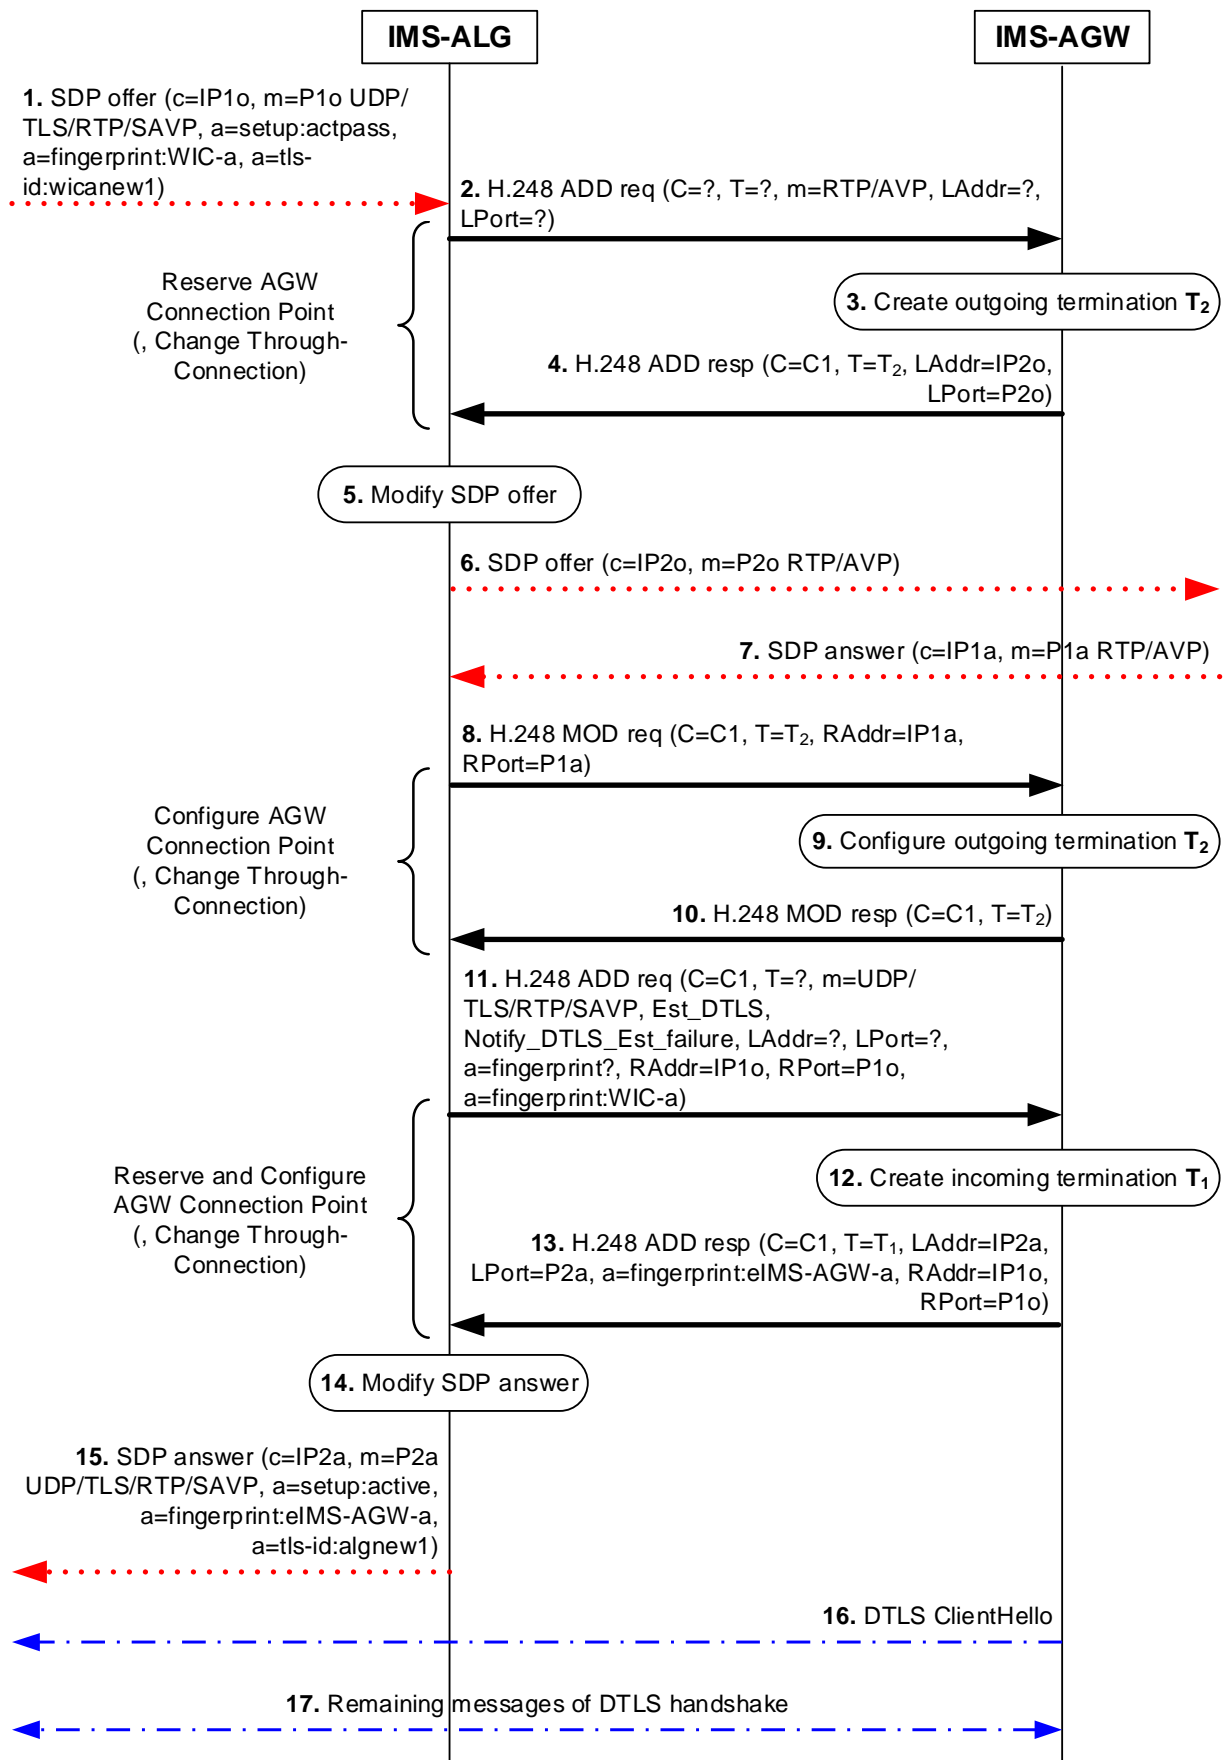 IMS-ALG
IMS-AGW
1. SDP offer (c=IP1o, m=P1o UDP/
TLS/RTP/SAVP, a=setup:actpass,
a=fingerprint:WIC-a, a=tls-
id:wicanew1)
2. H.248 ADD req (C=?, T=?, m=RTP/AVP, LAddr=?,
LPort=?)
Reserve AGW
Connection Point
(, Change Through-
Connection)
3. Create outgoing termination T2
4. H.248 ADD resp (C=C1, T=T2, LAddr=IP2o,
LPort=P2o)
5. Modify SDP offer
6. SDP offer (c=IP2o, m=P2o RTP/AVP)
7. SDP answer (c=IP1a, m=P1a RTP/AVP)
8. H.248 MOD req (C=C1, T=T2, RAddr=IP1a,
RPort=P1a)
Configure AGW
Connection Point
(, Change Through-
Connection)
9. Configure outgoing termination T2
10. H.248 MOD resp (C=C1, T=T2)
11. H.248 ADD req (C=C1, T=?, m=UDP/
TLS/RTP/SAVP, Est_DTLS,
Notify_DTLS_Est_failure, LAddr=?, LPort=?,
a=fingerprint?, RAddr=IP1o, RPort=P1o,
a=fingerprint:WIC-a)
Reserve and Configure
AGW Connection Point
(, Change Through-
Connection)
12. Create incoming termination T1
13. H.248 ADD resp (C=C1, T=T1, LAddr=IP2a,
LPort=P2a, a=fingerprint:eIMS-AGW-a, RAddr=IP1o,
RPort=P1o)
14. Modify SDP answer
15. SDP answer (c=IP2a, m=P2a
UDP/TLS/RTP/SAVP, a=setup:active,
a=fingerprint:eIMS-AGW-a,
a=tls-id:algnew1)
16. DTLS ClientHello
17. Remaining messages of DTLS handshake